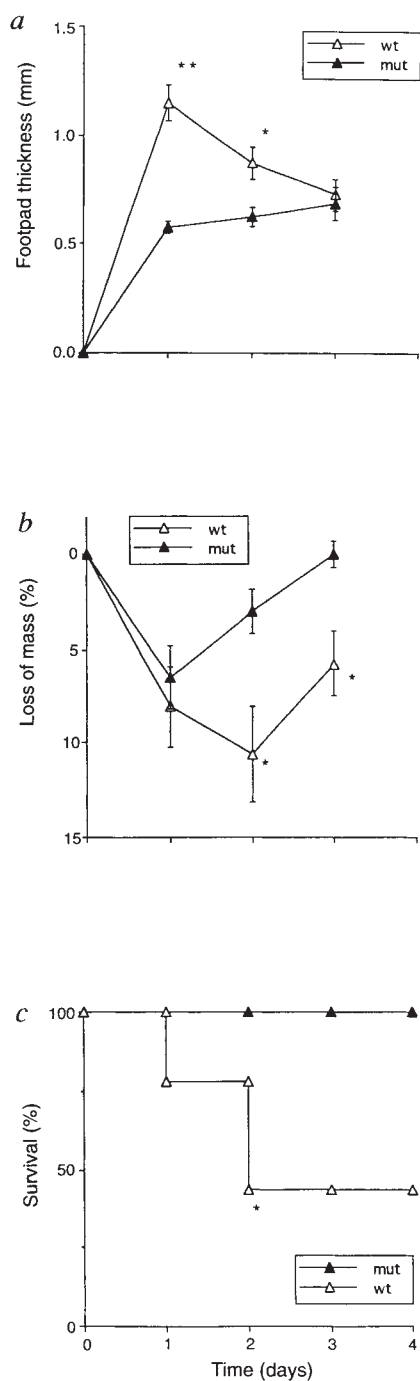 a
1.5
1.0
0.5
0.0
Footpad thickness (mm)
* *
*
wt
mut
b
0
5
10
15
Loss of mass (%)
wt
mut
*
*
c
100
50
0
Survival (%)
*
mut
wt
0 1 2 3 4
Time (days)